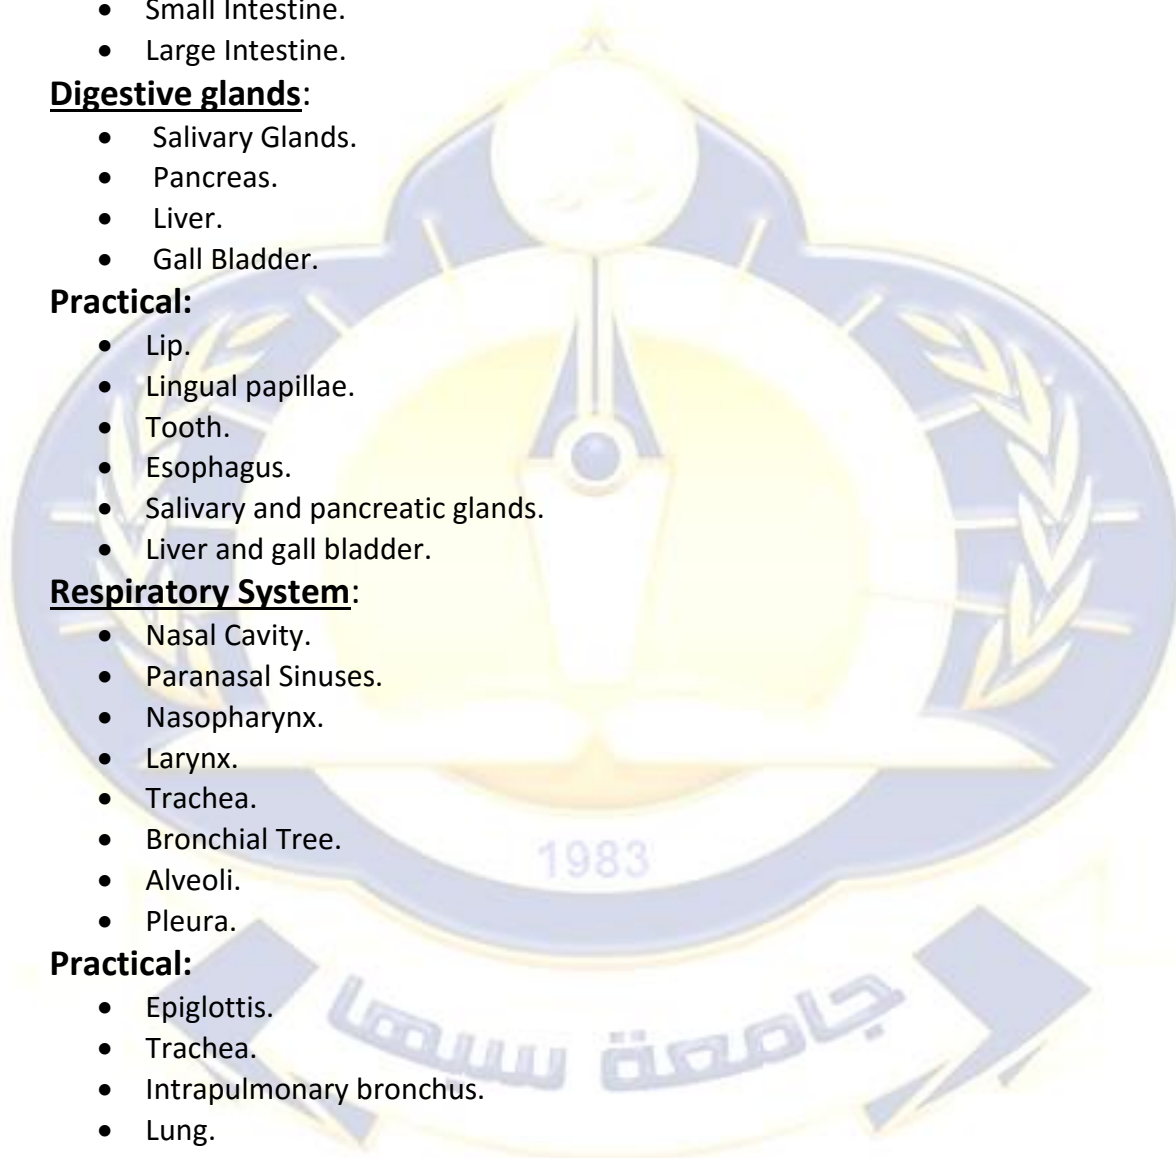 • Small Intestine.
• Large Intestine.
Digestive glands:
• Salivary Glands.
• Pancreas.
• Liver.
• Gall Bladder.
Practical:
• Lip.
• Lingual papillae.
• Tooth.
• Esophagus.
• Salivary and pancreatic glands.
• Liver and gall bladder.
Respiratory System:
• Nasal Cavity.
• Paranasal Sinuses.
• Nasopharynx.
• Larynx.
• Trachea.
• Bronchial Tree.
• Alveoli.
• Pleura.
Practical:
• Epiglottis.
• Trachea.
• Intrapulmonary bronchus.
• Lung.
1983
جامعة سبها